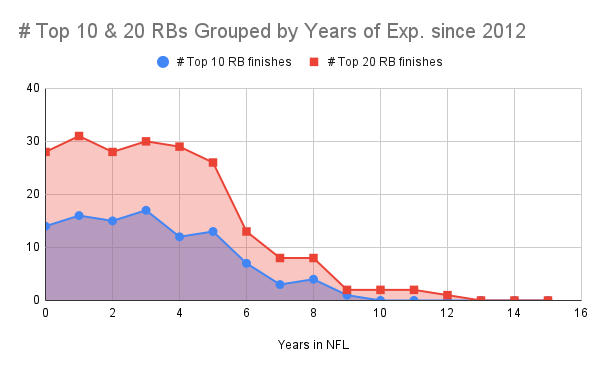 # Top 10 & 20 RBs Grouped by Years of Exp. since 2012
# Top 10 RB finishes # Top 20 RB finishes
40
30
20
10
0
0 2 4 6 8 10 12 14 16
Years in NFL